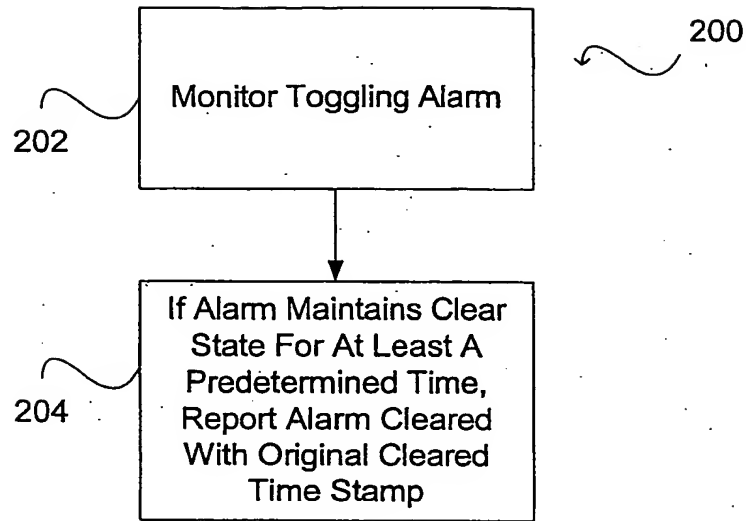 200
Monitor Toggling Alarm
202
If Alarm Maintains Clear
State For At Least A
Predetermined Time,
Report Alarm Cleared
With Original Cleared
Time Stamp
204